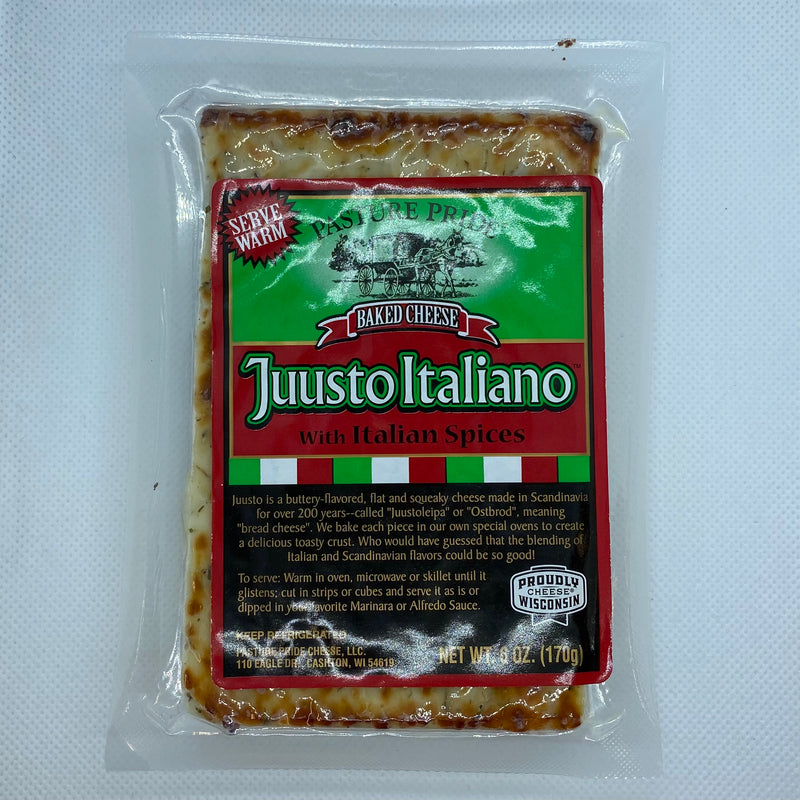 SERVE
WARM
PASTURE PRIDE
BAKED CHEESE
Juusto Italiano™
With Italian Spices
Juusto is a buttery-flavored, flat and squeaky cheese made in Scandinavia
for over 200 years--called "Juustoleipa" or "Ostbrod", meaning
"bread cheese". We bake each piece in our own special ovens to create
a delicious toasty crust. Who would have guessed that the blending of
Italian and Scandinavian flavors could be so good!
To serve: Warm in oven, microwave or skillet until it
glistens; cut in strips or cubes and serve it as is or
dipped in your favorite Marinara or Alfredo Sauce.
PROUDLY
CHEESE®
WISCONSIN
KEEP REFRIGERATED
PASTURE PRIDE CHEESE, LLC.
110 EAGLE DR., CASHTON, WI 54619
NET WT. 6 OZ. (170g)